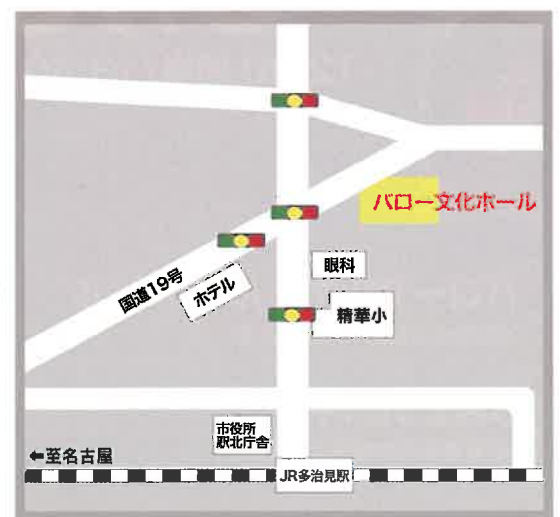 バロー文化ホール
眼科
国道19号
ホテル
精華小
市役所
駅北庁舎
←至名古屋
JR多治見駅